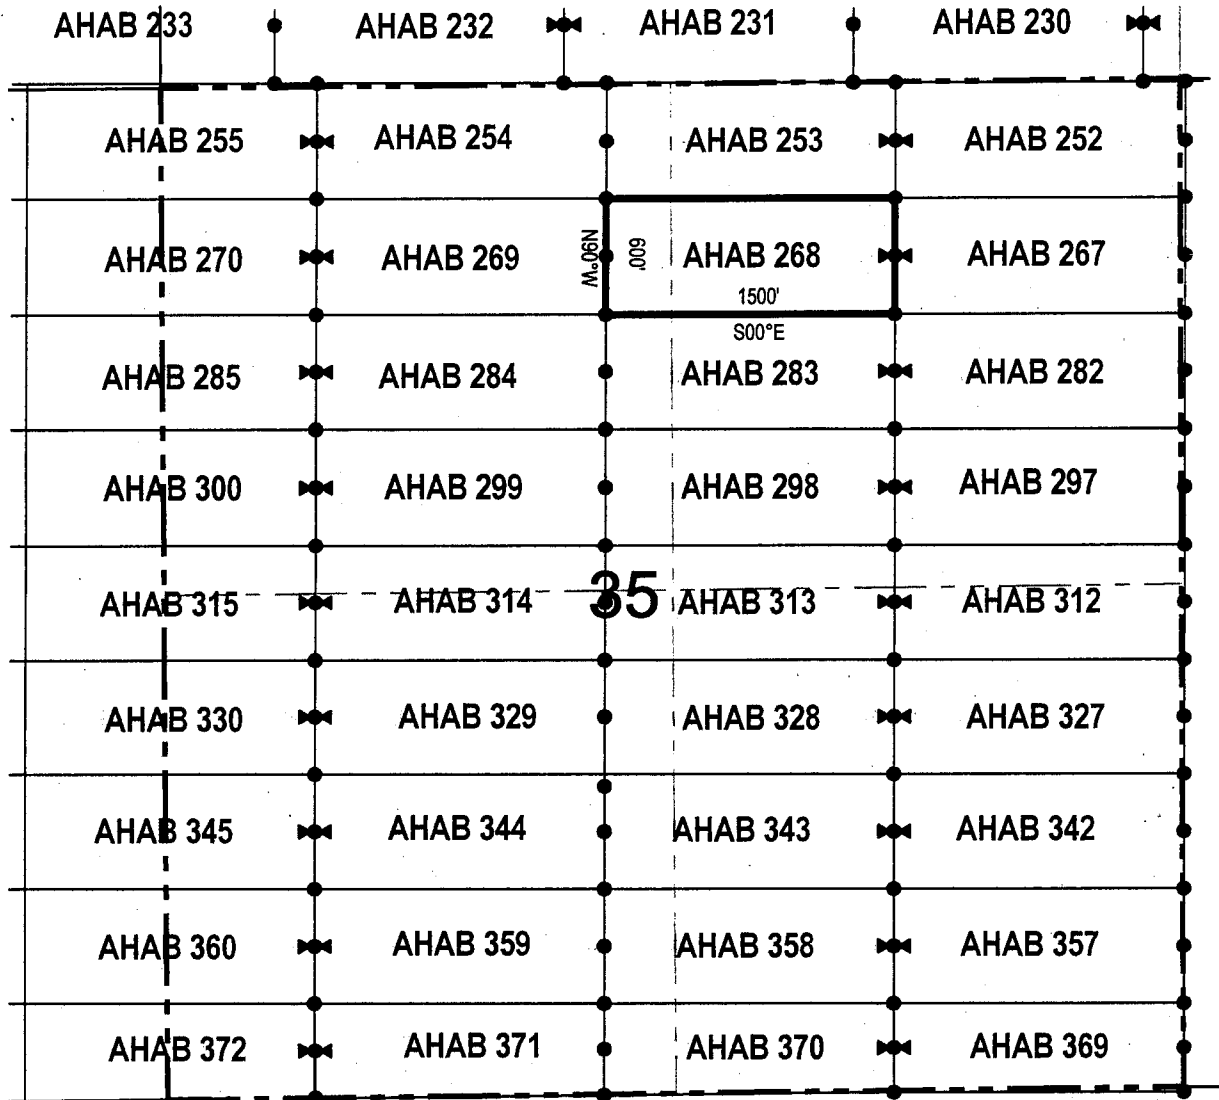 AHAB 233 AHAB 232 AHAB 231 AHAB 230
AHAB 255 AHAB 254 AHAB 253 AHAB 252
AHAB 270 AHAB 269 N90°W 600' AHAB 268 AHAB 267
1500'
S00°E
AHAB 285 AHAB 284 AHAB 283 AHAB 282
AHAB 300 AHAB 299 AHAB 298 AHAB 297
35
AHAB 315 AHAB 314 AHAB 313 AHAB 312
AHAB 330 AHAB 329 AHAB 328 AHAB 327
AHAB 345 AHAB 344 AHAB 343 AHAB 342
AHAB 360 AHAB 359 AHAB 358 AHAB 357
AHAB 372 AHAB 371 AHAB 370 AHAB 369